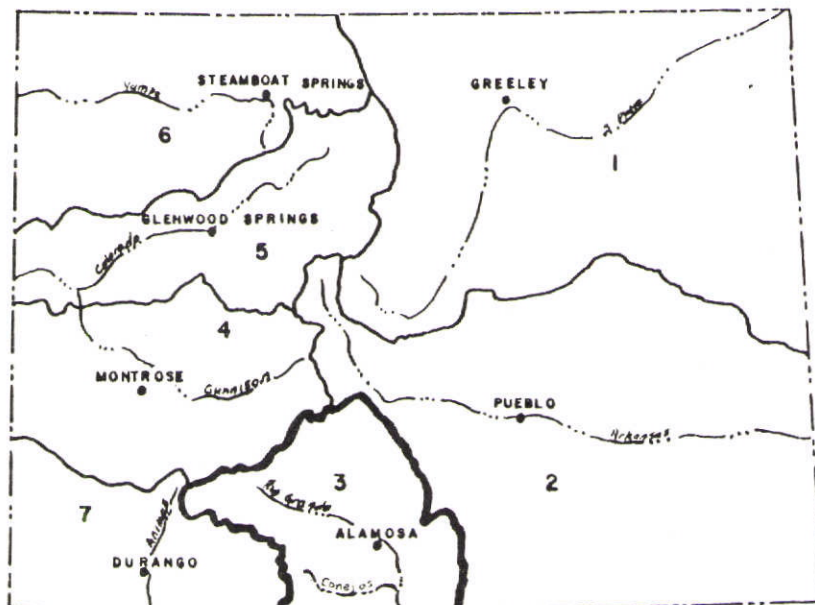 STEAMBOAT SPRINGS
GREELEY
Yampa
6
1
GLENWOOD SPRINGS
Colorado
5
4
MONTROSE
Gunnison
PUEBLO
Arkansas
3
2
7
Rio Grande
Animas
ALAMOSA
DURANGO
Conejos